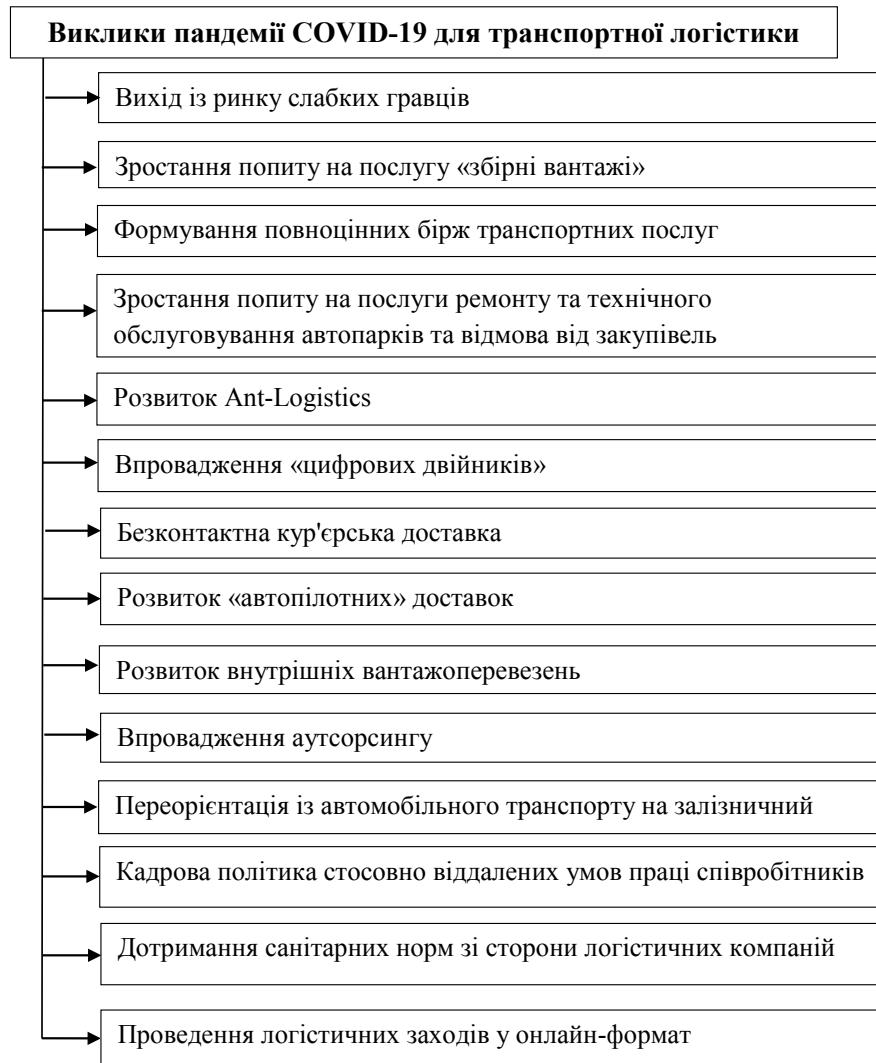 Виклики пандемії COVID-19 для транспортної логістики
Вихід із ринку слабких гравців
Зростання попиту на послугу «збірні вантажі»
Формування повноцінних бірж транспортних послуг
Зростання попиту на послуги ремонту та технічного
обслуговування автопарків та відмова від закупівель
Розвиток Ant-Logistics
Впровадження «цифрових двійників»
Безконтактна кур'єрська доставка
Розвиток «автопілотних» доставок
Розвиток внутрішніх вантажоперевезень
Впровадження аутсорсингу
Переорієнтація із автомобільного транспорту на залізничний
Кадрова політика стосовно віддалених умов праці співробітників
Дотримання санітарних норм зі сторони логістичних компаній
Проведення логістичних заходів у онлайн-формат